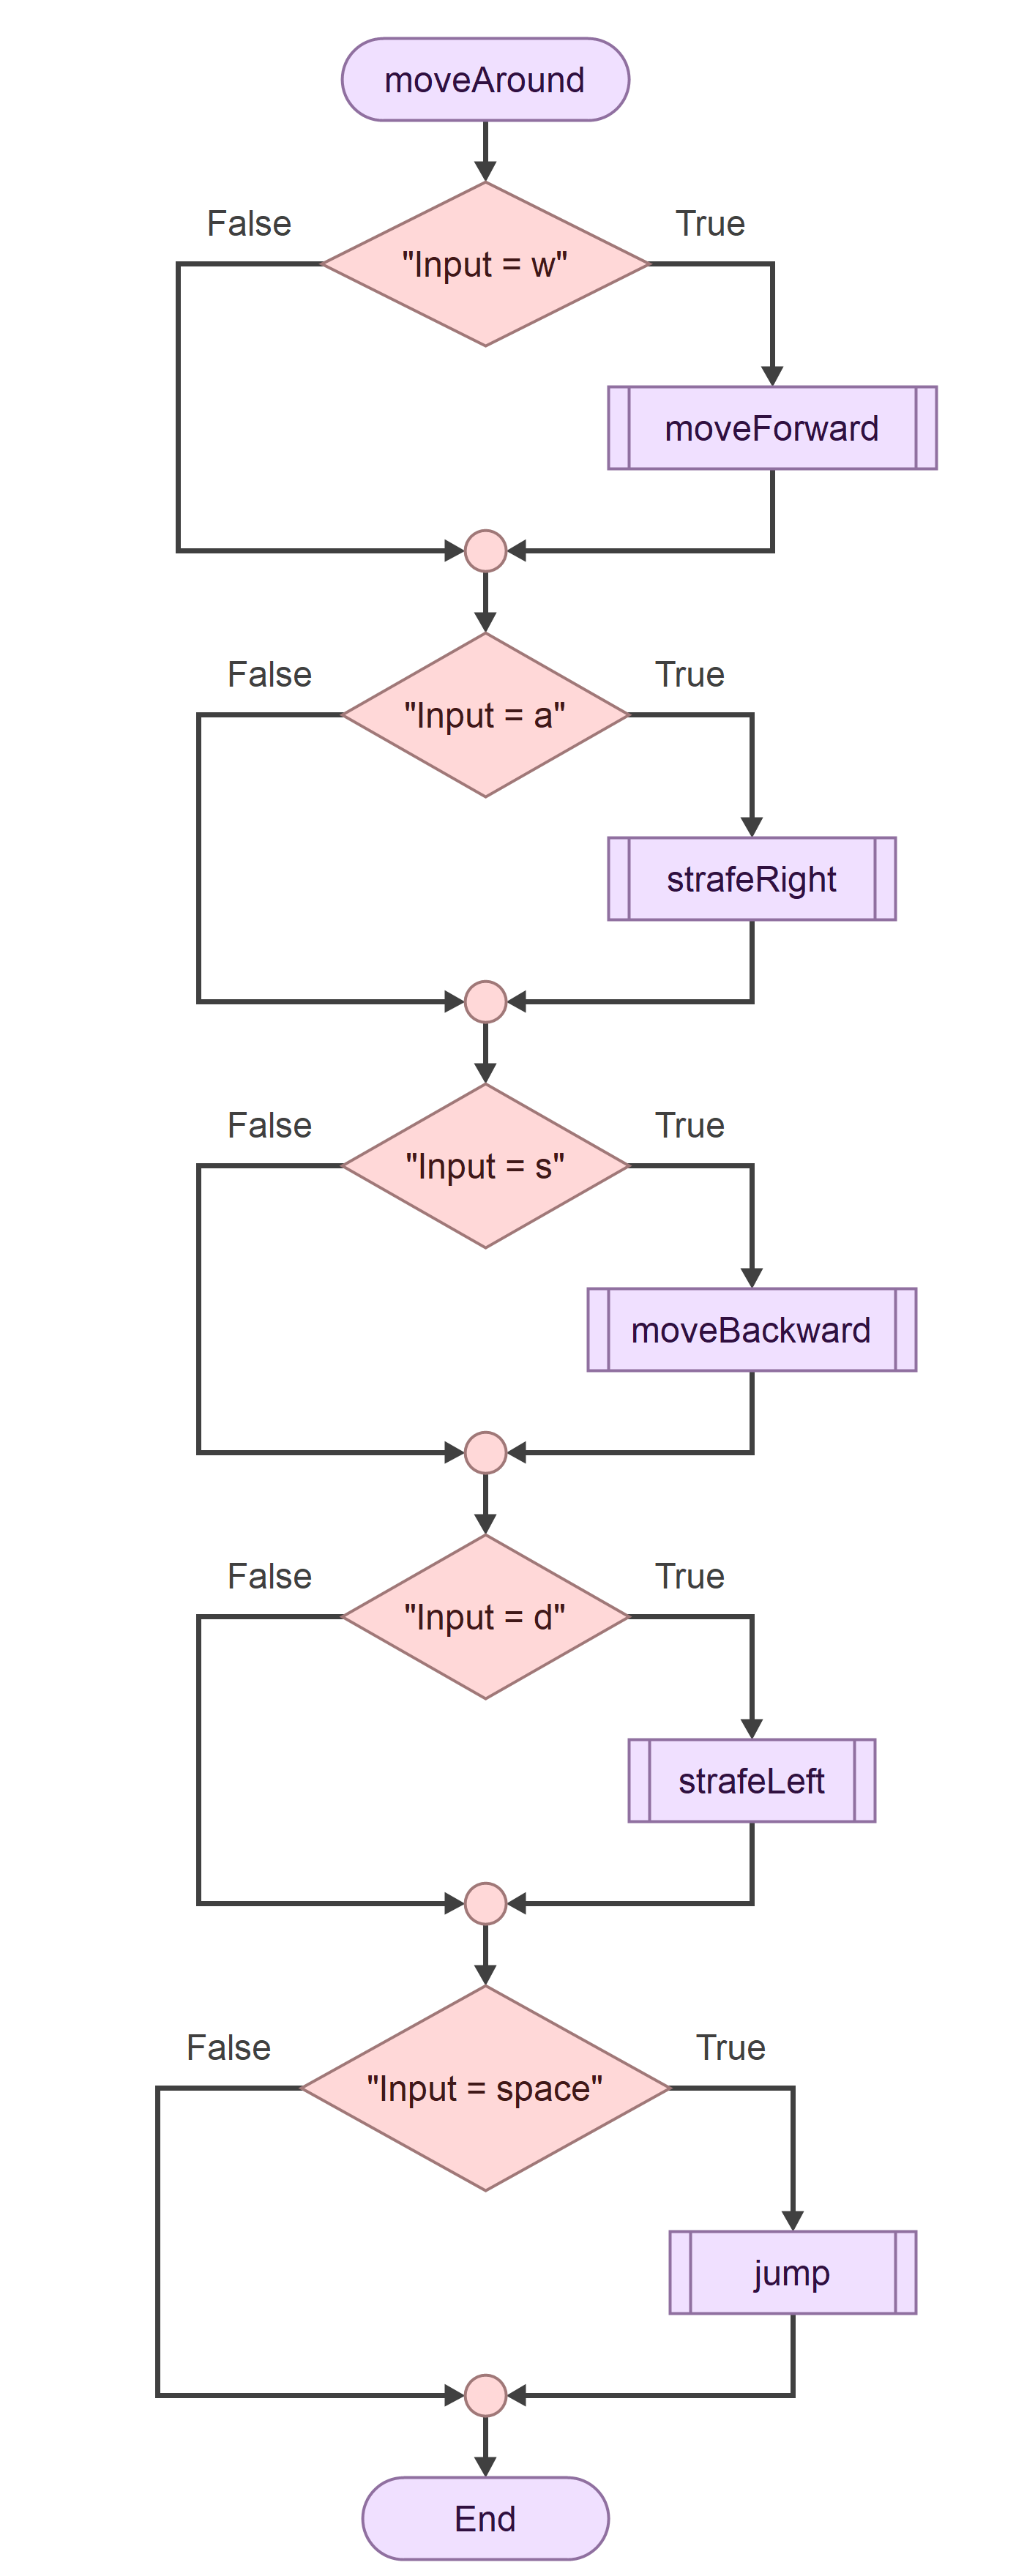 moveAround
False
True
"Input = w"
moveForward
False
True
"Input = a"
strafeRight
False
True
"Input = s"
moveBackward
False
True
"Input = d"
strafeLeft
False
True
"Input = space"
jump
End